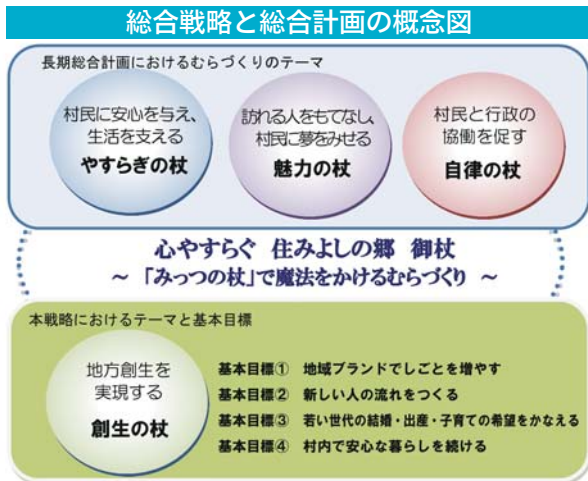 総合戦略と総合計画の概念図
長期総合計画におけるむらづくりのテーマ
村民に安心を与え、
生活を支える
やすらぎの杖
訪れる人をもてなし、
村民に夢をみせる
魅力の杖
村民と行政の
協働を促す
自律の杖
心やすらぐ 住みよしの郷 御杖
～「みっつの杖」で魔法をかけるむらづくり～
本戦略におけるテーマと基本目標
地方創生を
実現する
創生の杖
基本目標① 地域ブランドでしごとを増やす
基本目標② 新しい人の流れをつくる
基本目標③ 若い世代の結婚・出産・子育ての希望をかなえる
基本目標④ 村内で安心な暮らしを続ける